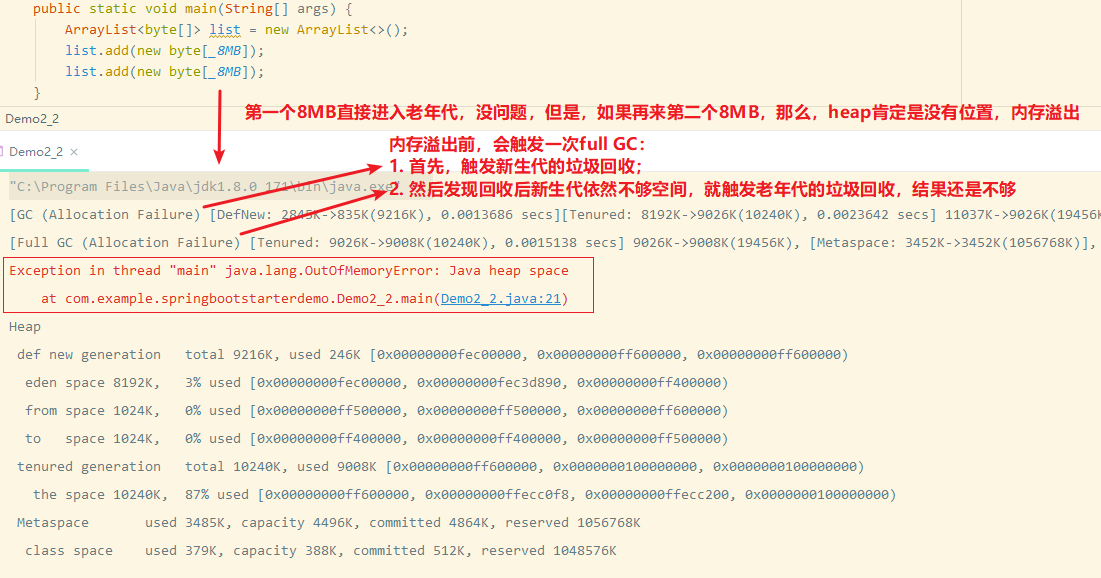 public static void main(String[] args) {
ArrayList<byte[]> list = new ArrayList<>();
list.add(new byte[_8MB]);
list.add(new byte[_8MB]);
}
第一个8MB直接进入老年代，没问题，但是，如果再来第二个8MB，那么，heap肯定是没有位置，内存溢出
Demo2_2
内存溢出前，会触发一次full GC：
Demo2_2 ×
1. 首先，触发新生代的垃圾回收；
"C:\Program Files\Java\jdk1.8.0_171\bin\java.exe"
2. 然后发现回收后新生代依然不够空间，就触发老年代的垃圾回收，结果还是不够
[GC (Allocation Failure) [DefNew: 2845K->835K(9216K), 0.0013686 secs][Tenured: 8192K->9026K(10240K), 0.0023642 secs] 11037K->9026K(19456K
[Full GC (Allocation Failure) [Tenured: 9026K->9008K(10240K), 0.0015138 secs] 9026K->9008K(19456K), [Metaspace: 3452K->3452K(1056768K)],
Exception in thread "main" java.lang.OutOfMemoryError: Java heap space
at com.example.springbootstarterdemo.Demo2_2.main(Demo2_2.java:21)
Heap
def new generation total 9216K, used 246K [0x00000000fec00000, 0x00000000ff600000, 0x00000000ff600000)
eden space 8192K, 3% used [0x00000000fec00000, 0x00000000fec3d890, 0x00000000ff400000)
from space 1024K, 0% used [0x00000000ff500000, 0x00000000ff500000, 0x00000000ff600000)
to space 1024K, 0% used [0x00000000ff400000, 0x00000000ff400000, 0x00000000ff500000)
tenured generation total 10240K, used 9008K [0x00000000ff600000, 0x0000000100000000, 0x0000000100000000)
the space 10240K, 87% used [0x00000000ff600000, 0x00000000ffecc0f8, 0x00000000ffecc200, 0x0000000100000000)
Metaspace used 3485K, capacity 4496K, committed 4864K, reserved 1056768K
class space used 379K, capacity 388K, committed 512K, reserved 1048576K